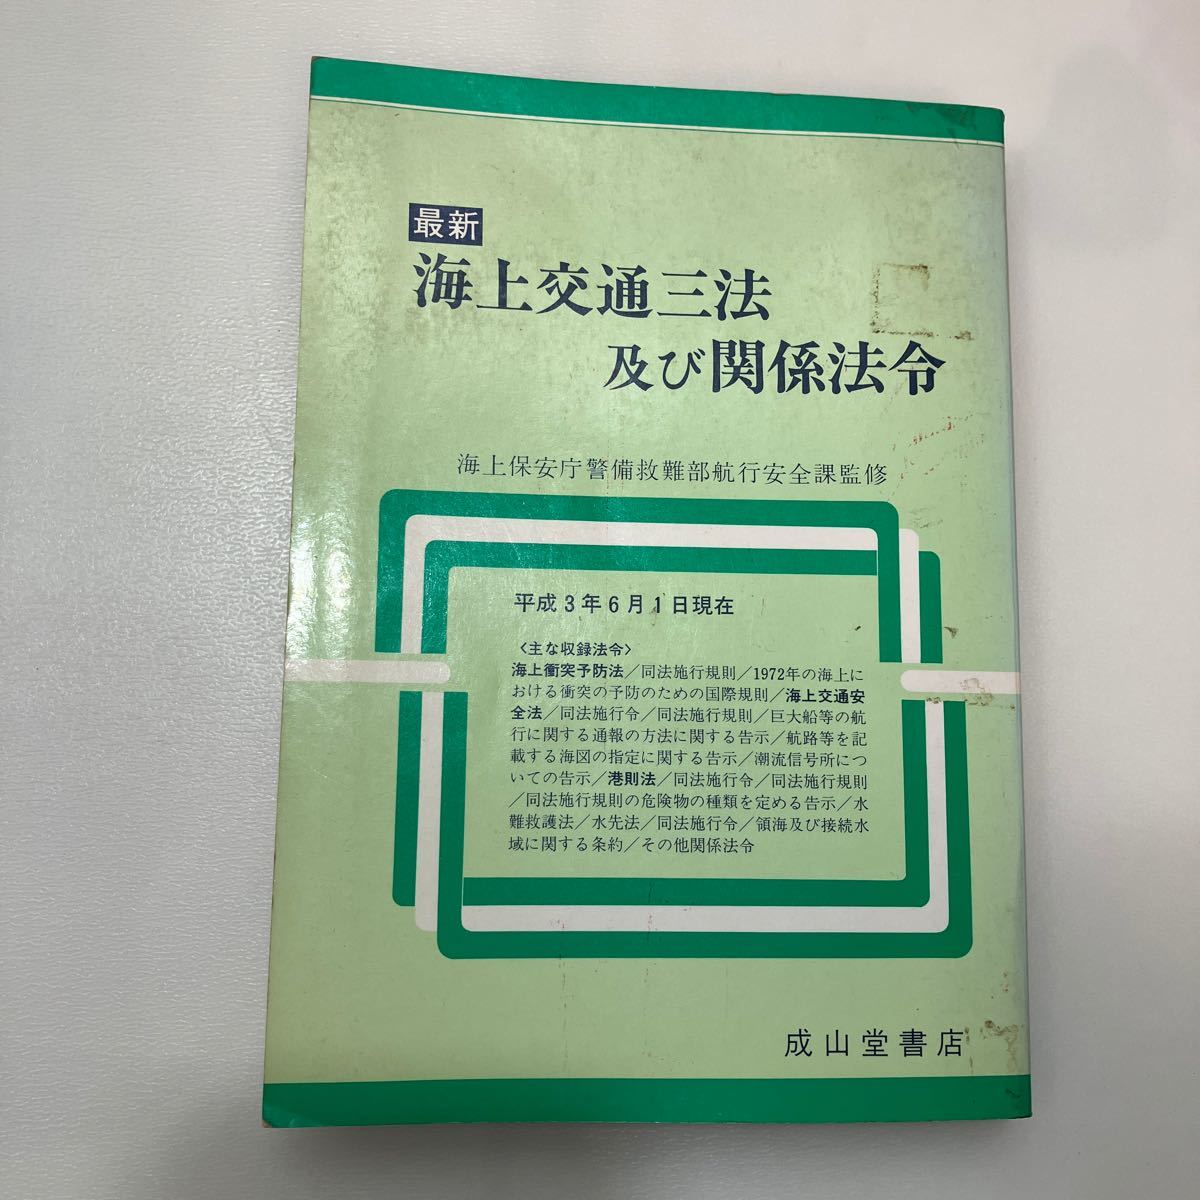 最新
海上交通三法
及び関係法令
海上保安庁警備救難部航行安全課監修
平成3年6月1日現在
〈主な収録法令〉
海上衝突予防法／同法施行規則／1972年の海上に
おける衝突の予防のための国際規則／海上交通安
全法／同法施行令／同法施行規則／巨大船等の航
行に関する通報の方法に関する告示／航路等を記
載する海図の指定に関する告示／潮流信号所につ
いての告示／港則法／同法施行令／同法施行規則
／同法施行規則の危険物の種類を定める告示／水
難救護法／水先法／同法施行令／領海及び接続水
域に関する条約／その他関係法令
成山堂書店